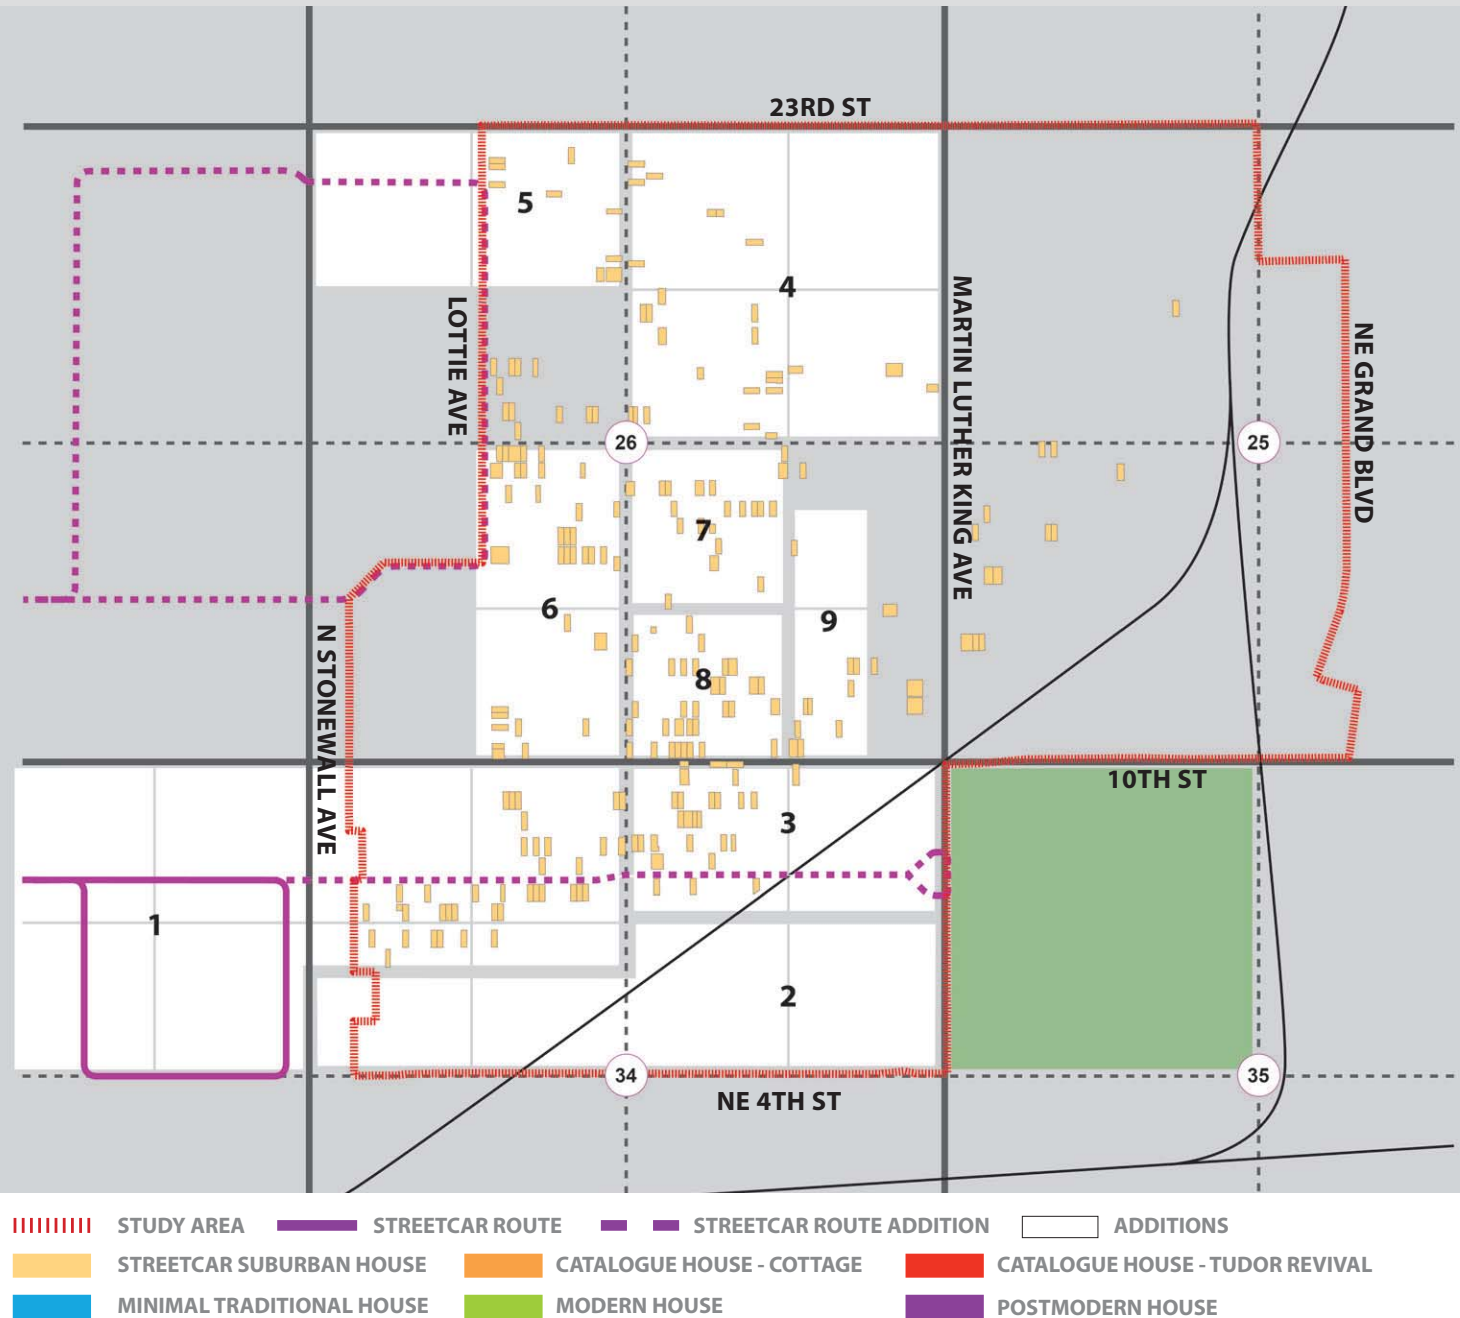 23RD ST
5
4
LOTTIE AVE
MARTIN LUTHER KING AVE
NE GRAND BLVD
26
25
7
6
9
N STONEWALL AVE
8
10TH ST
3
1
2
34
35
NE 4TH ST
STUDY AREA STREETCAR ROUTE STREETCAR ROUTE ADDITION ADDITIONS
STREETCAR SUBURBAN HOUSE CATALOGUE HOUSE - COTTAGE CATALOGUE HOUSE - TUDOR REVIVAL
MINIMAL TRADITIONAL HOUSE MODERN HOUSE POSTMODERN HOUSE